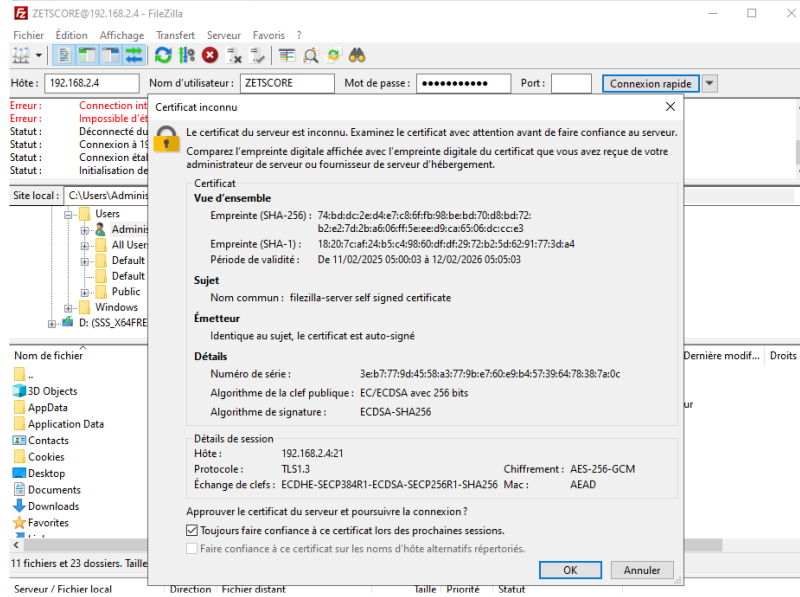 ZETSCORE@192.168.2.4 - FileZilla
Fichier Édition Affichage Transfert Serveur Favoris ?
Hôte : 192.168.2.4 Nom d'utilisateur : ZETSCORE Mot de passe : ●●●●●●●●●●● Port : Connexion rapide
Erreur : Connection int
Erreur : Impossible d'ét
Statut : Déconnecté du
Statut : Connexion à 19
Statut : Connexion étal
Statut : Initialisation de
Site local : C:\Users\Adminis
Users
Adminis
All User
Default
Default
Public
Windows
D: (SSS_X64FRE
Nom de fichier
..
3D Objects
AppData
Application Data
Contacts
Cookies
Desktop
Documents
Downloads
Favorites
11 fichiers et 23 dossiers. Taille
Serveur / Fichier local Direction Fichier distant Taille Priorité Statut
Dernière modif... Droits
ur
Certificat inconnu
Le certificat du serveur est inconnu. Examinez le certificat avec attention avant de faire confiance au serveur.
Comparez l'empreinte digitale affichée avec l'empreinte digitale du certificat que vous avez reçue de votre
administrateur de serveur ou fournisseur de serveur d'hébergement.
Certificat
Vue d'ensemble
Empreinte (SHA-256) : 74:bd:dc:2e:d4:e7:c8:6f:fb:98:be:bd:70:d8:bd:72:
b2:e2:7d:2b:a6:06:ff:5e:ee:d9:ca:65:06:dc:cc:e3
Empreinte (SHA-1) : 18:20:7c:af:24:b5:c4:98:60:df:df:29:72:b2:5d:62:91:77:3d:a4
Période de validité : De 11/02/2025 05:00:03 à 12/02/2026 05:05:03
Sujet
Nom commun : filezilla-server self signed certificate
Émetteur
Identique au sujet, le certificat est auto-signé
Détails
Numéro de série : 3e:b7:77:9d:45:58:a3:77:9b:e7:60:e9:b4:57:39:64:78:38:7a:0c
Algorithme de la clef publique : EC/ECDSA avec 256 bits
Algorithme de signature : ECDSA-SHA256
Détails de session
Hôte : 192.168.2.4:21
Protocole : TLS1.3 Chiffrement : AES-256-GCM
Échange de clefs : ECDHE-SECP384R1-ECDSA-SECP256R1-SHA256 Mac : AEAD
Approuver le certificat du serveur et poursuivre la connexion ?
Toujours faire confiance à ce certificat lors des prochaines sessions.
Faire confiance à ce certificat sur les noms d'hôte alternatifs répertoriés.
OK Annuler